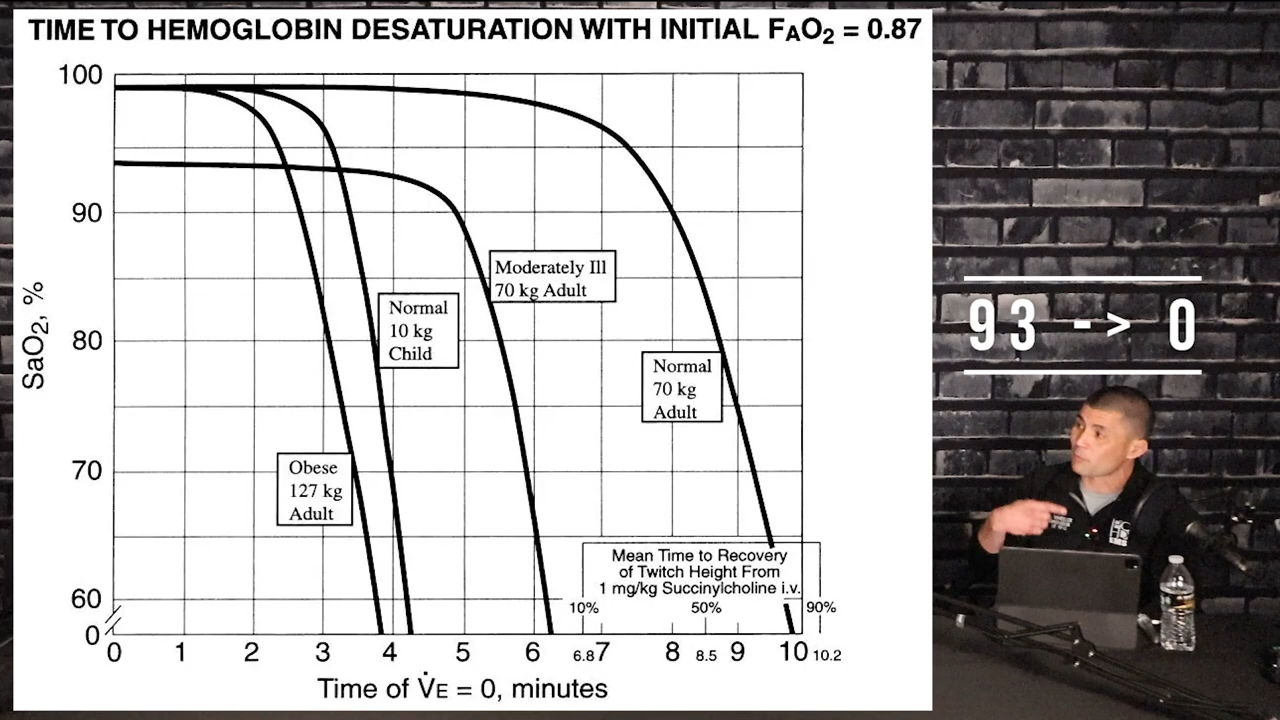 TIME TO HEMOGLOBIN DESATURATION WITH INITIAL FAO2 = 0.87
100
90
80
70
60
0
SaO2, %
Moderately Ill
70 kg Adult
Normal
10 kg
Child
Normal
70 kg
Adult
Obese
127 kg
Adult
Mean Time to Recovery
of Twitch Height From
1 mg/kg Succinylcholine i.v.
10% 50% 90%
0 1 2 3 4 5 6 6.8 7 8 8.5 9 10 10.2
Time of V̇E = 0, minutes
93 -> 0